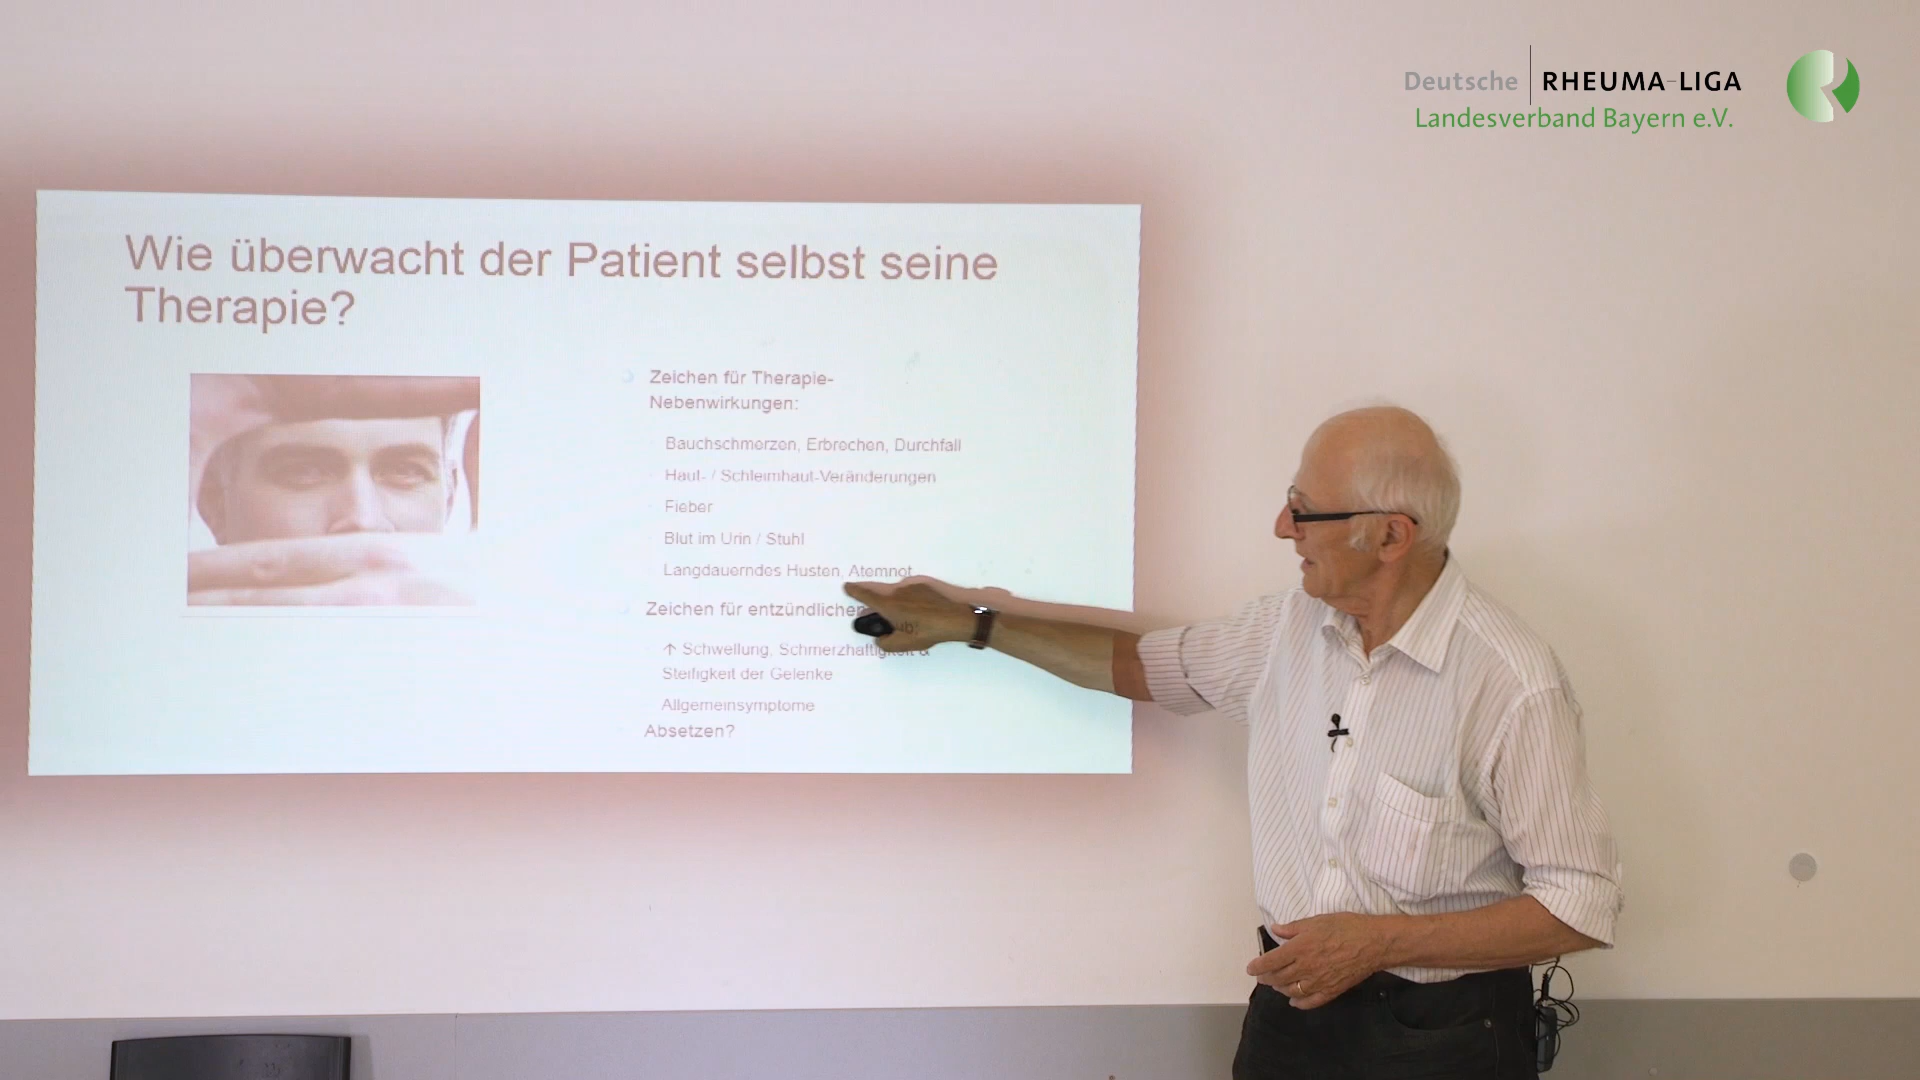 Deutsche RHEUMA-LIGA
Landesverband Bayern e.V.
Wie überwacht der Patient selbst seine
Therapie?
Zeichen für Therapie-
Nebenwirkungen:
Bauchschmerzen, Erbrechen, Durchfall
Haut- / Schleimhaut-Veränderungen
Fieber
Blut im Urin / Stuhl
Langdauerndes Husten, Atemnot
Zeichen für entzündlichen
↑ Schwellung, Schmerzhaftigkeit &
Steifigkeit der Gelenke
Allgemeinsymptome
Absetzen?